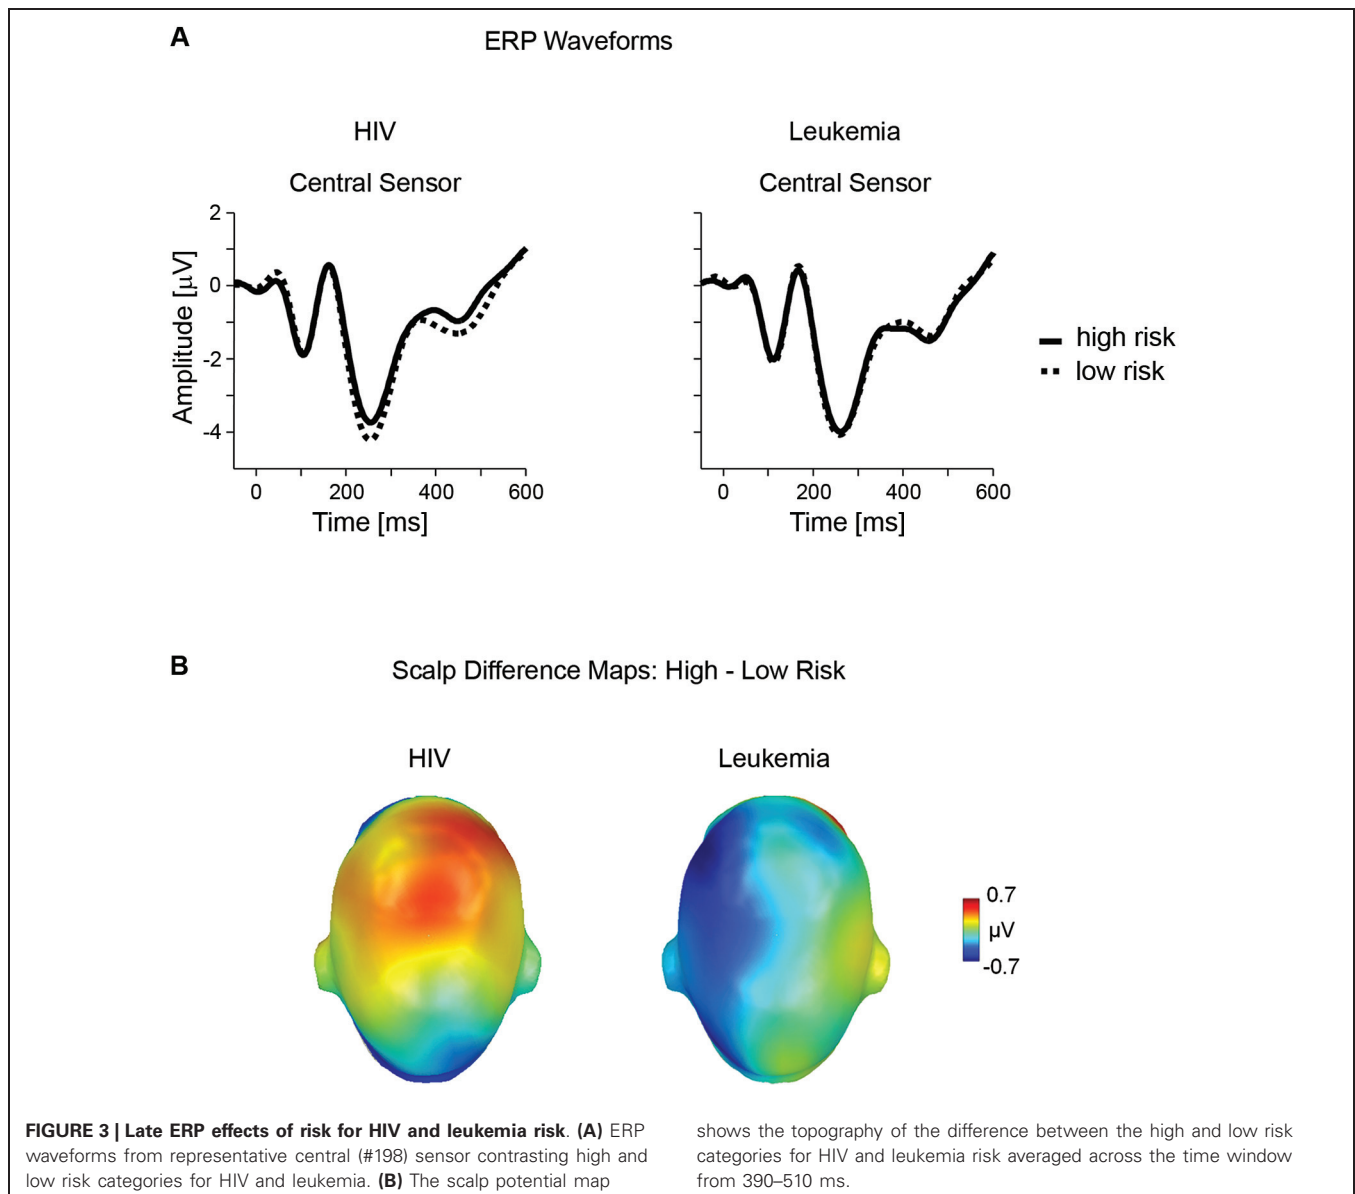 A
ERP Waveforms
HIV
Central Sensor
Leukemia
Central Sensor
2
0
-2
-4
Amplitude [µV]
0 200 400 600
Time [ms]
0 200 400 600
Time [ms]
high risk
low risk
B
Scalp Difference Maps: High - Low Risk
HIV
Leukemia
0.7
µV
-0.7
FIGURE 3 | Late ERP effects of risk for HIV and leukemia risk. (A) ERP
waveforms from representative central (#198) sensor contrasting high and
low risk categories for HIV and leukemia. (B) The scalp potential map
shows the topography of the difference between the high and low risk
categories for HIV and leukemia risk averaged across the time window
from 390–510 ms.